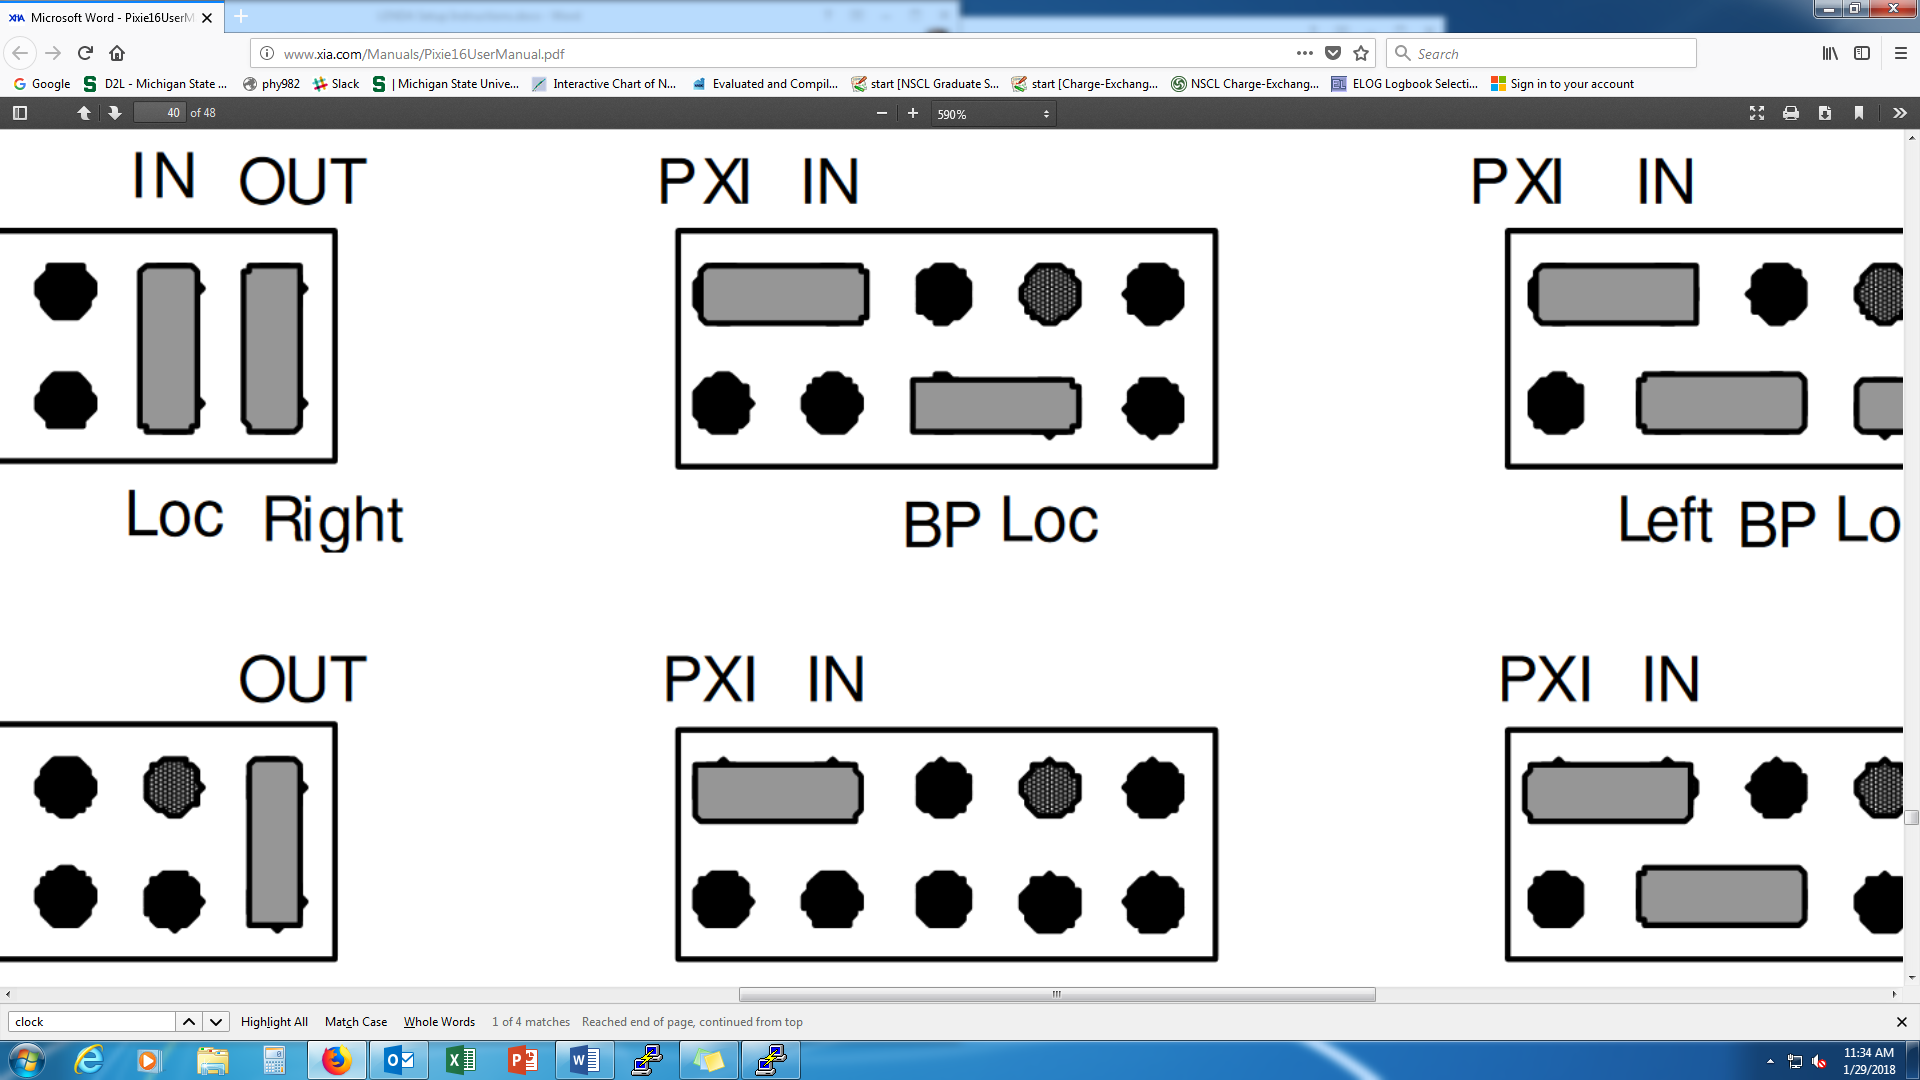 Microsoft Word - Pixie16UserM
www.xia.com/Manuals/Pixie16UserManual.pdf
Search
Google
D2L - Michigan State ...
phy982
Slack
| Michigan State Unive...
Interactive Chart of N...
Evaluated and Compil...
start [NSCL Graduate S...
start [Charge-Exchang...
NSCL Charge-Exchang...
ELOG Logbook Selecti...
Sign in to your account
40 of 48
590%
IN OUT
PXI IN
PXI IN
Loc Right
BP Loc
Left BP Lo
OUT
PXI IN
PXI IN
clock
Highlight All
Match Case
Whole Words
1 of 4 matches
Reached end of page, continued from top
11:34 AM
1/29/2018